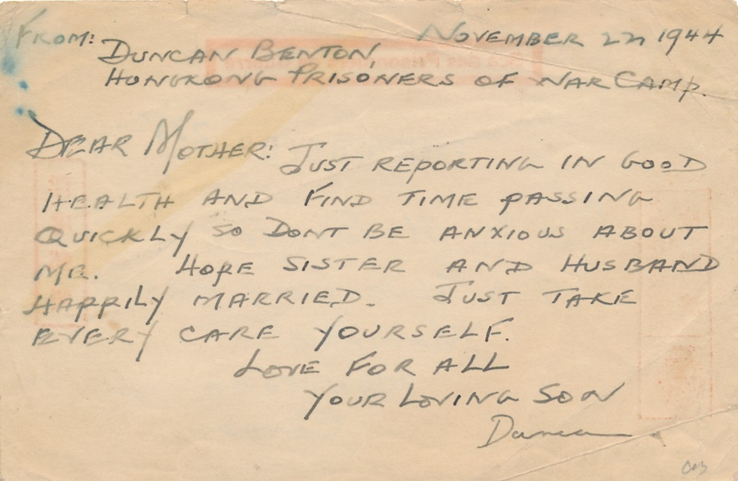 FROM: NOVEMBER 22 1944
DUNCAN BENTON,
HONGKONG PRISONERS OF WAR CAMP.
DEAR MOTHER: JUST REPORTING IN GOOD
HEALTH AND FIND TIME PASSING
QUICKLY SO DONT BE ANXIOUS ABOUT
ME. HOPE SISTER AND HUSBAND
HAPPILY MARRIED. JUST TAKE
EVERY CARE YOURSELF.
LOVE FOR ALL
YOUR LOVING SON
Duncan